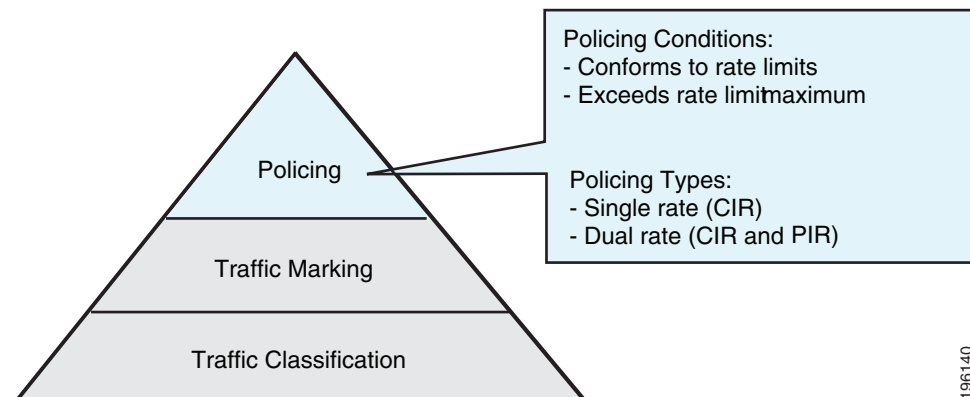 Policing Conditions:
- Conforms to rate limits
- Exceeds rate limitmaximum
Policing Types:
- Single rate (CIR)
- Dual rate (CIR and PIR)
Policing
Traffic Marking
Traffic Classification
196140